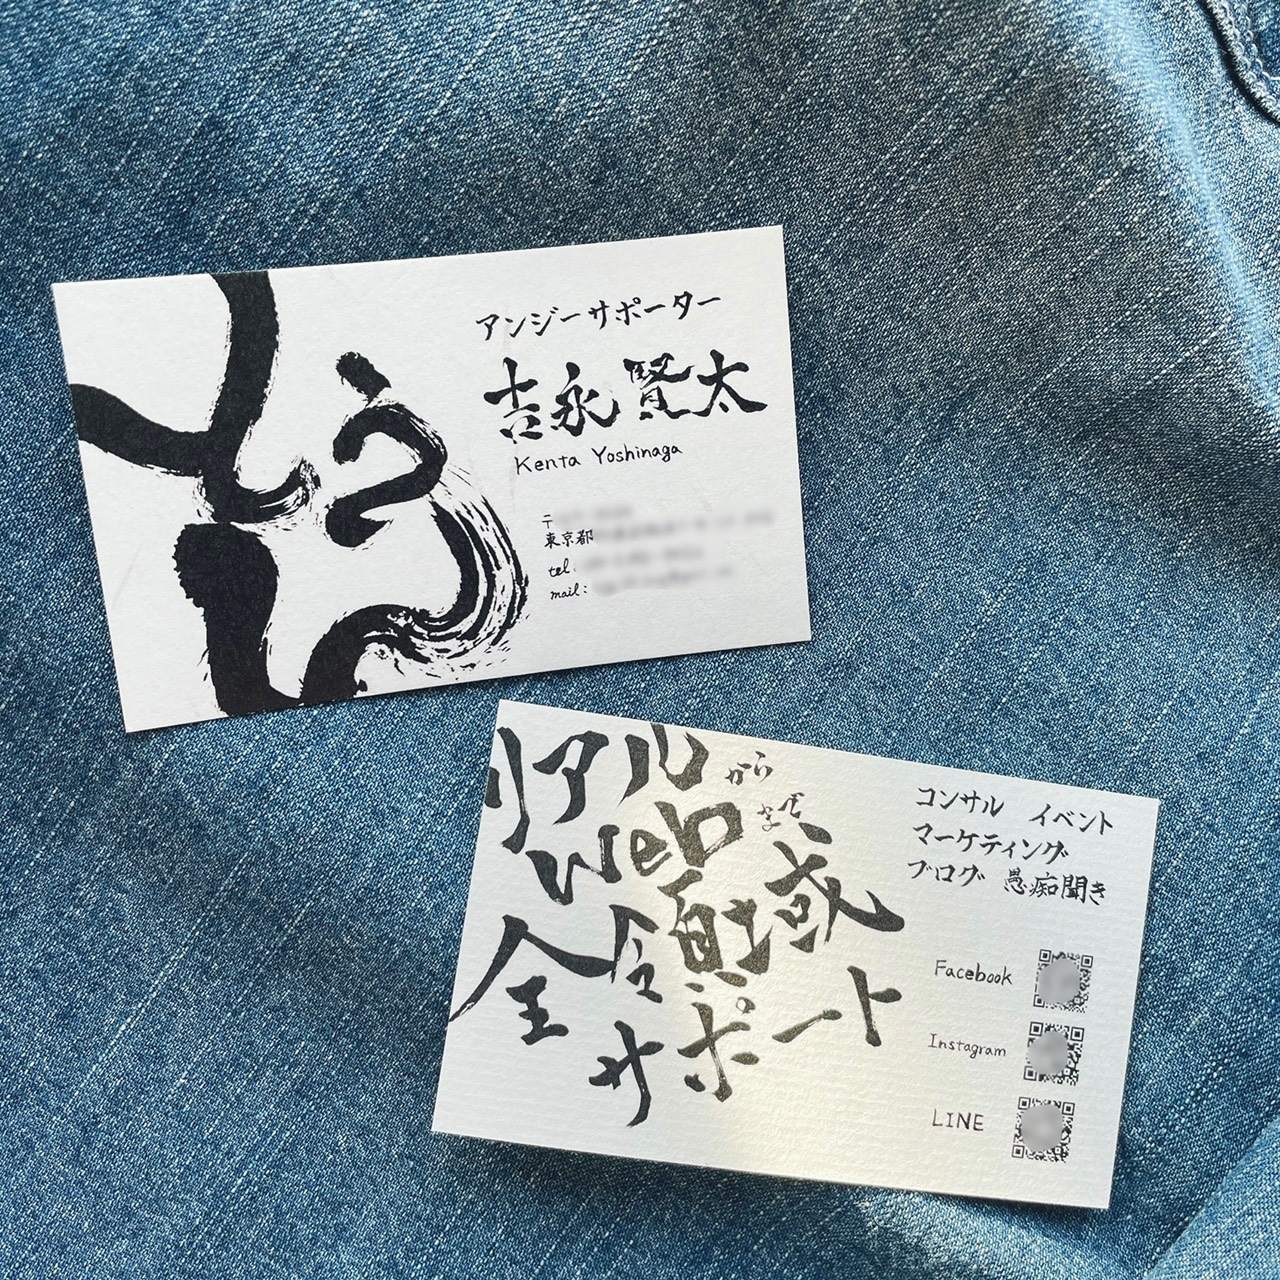 アンジーサポーター
吉永賢太
Kenta Yoshinaga
〒
東京都
tel:
mail:
リアルから
Webまで
全領域
サポート
コンサル イベント
マーケティング
ブログ 愚痴聞き
Facebook
Instagram
LINE